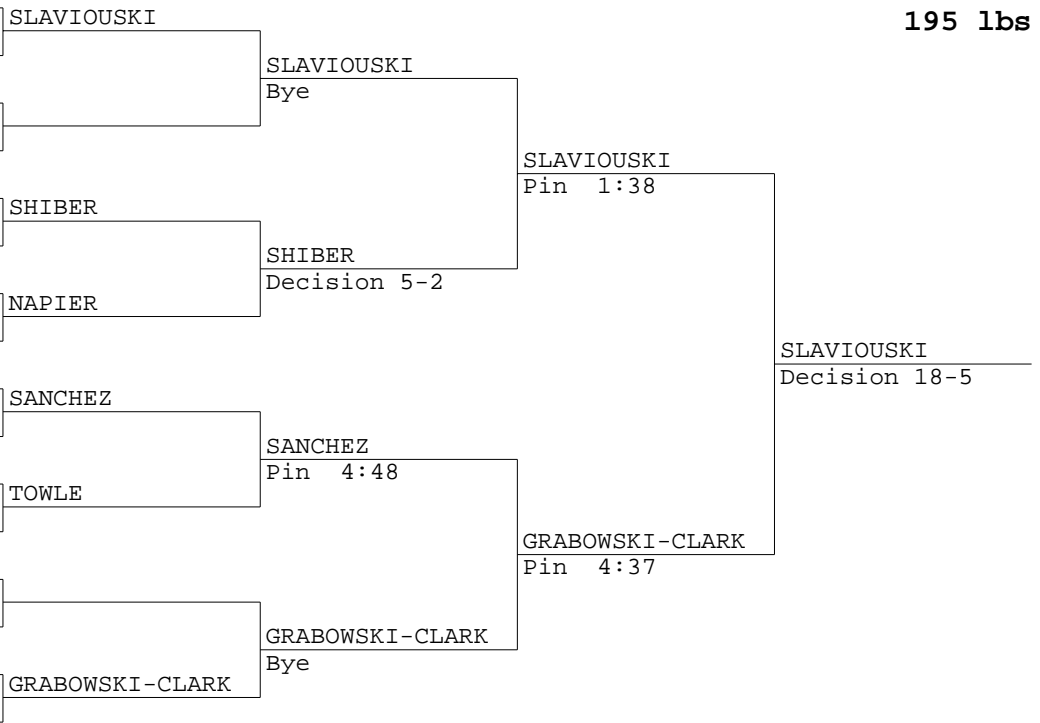 SLAVIOUSKI
195 lbs
SLAVIOUSKI
Bye
SLAVIOUSKI
Pin 1:38
SHIBER
SHIBER
Decision 5-2
NAPIER
SLAVIOUSKI
Decision 18-5
SANCHEZ
SANCHEZ
Pin 4:48
TOWLE
GRABOWSKI-CLARK
Pin 4:37
GRABOWSKI-CLARK
Bye
GRABOWSKI-CLARK